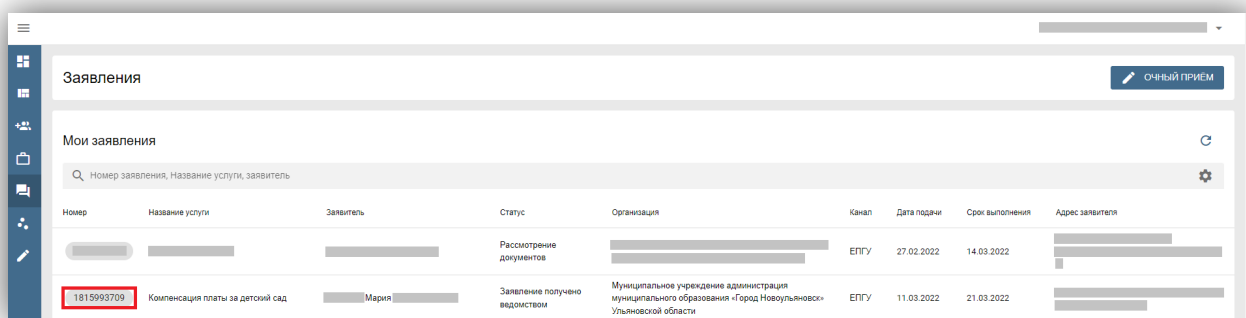 Заявления
ОЧНЫЙ ПРИЁМ
Мои заявления
Номер заявления, Название услуги, заявитель
Номер Название услуги Заявитель Статус Организация Канал Дата подачи Срок выполнения Адрес заявителя
Рассмотрение
документов
ЕПГУ 27.02.2022 14.03.2022
1815993709 Компенсация платы за детский сад Мария
Заявление получено
ведомством
Муниципальное учреждение администрация
муниципального образования «Город Новоульяновск»
Ульяновской области
ЕПГУ 11.03.2022 21.03.2022